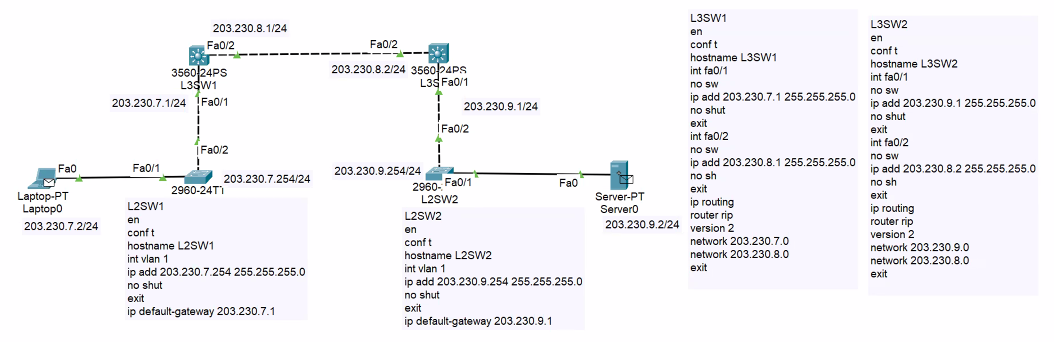 203.230.8.1/24
Fa0/2
Fa0/2
3560-24PS
L3SW1
203.230.8.2/24
3560-24PS
Fa0/1
203.230.7.1/24
Fa0/1
203.230.9.1/24
Fa0/2
Fa0/2
Fa0
Fa0/1
2960-24TT
203.230.7.254/24
Laptop-PT
Laptop0
203.230.7.2/24
203.230.9.254/24
Fa0/1
L2SW2
Fa0
Server-PT
Server0
203.230.9.2/24
L2SW1
en
conf t
hostname L2SW1
int vlan 1
ip add 203.230.7.254 255.255.255.0
no shut
exit
ip default-gateway 203.230.7.1
L2SW2
en
conf t
hostname L2SW2
int vlan 1
ip add 203.230.9.254 255.255.255.0
no shut
exit
ip default-gateway 203.230.9.1
L3SW1
en
conf t
hostname L3SW1
int fa0/1
no sw
ip add 203.230.7.1 255.255.255.0
no shut
exit
int fa0/2
no sw
ip add 203.230.8.1 255.255.255.0
no sh
exit
ip routing
router rip
version 2
network 203.230.7.0
network 203.230.8.0
exit
L3SW2
en
conf t
hostname L3SW2
int fa0/1
no sw
ip add 203.230.9.1 255.255.255.0
no shut
exit
int fa0/2
no sw
ip add 203.230.8.2 255.255.255.0
no sh
exit
ip routing
router rip
version 2
network 203.230.9.0
network 203.230.8.0
exit